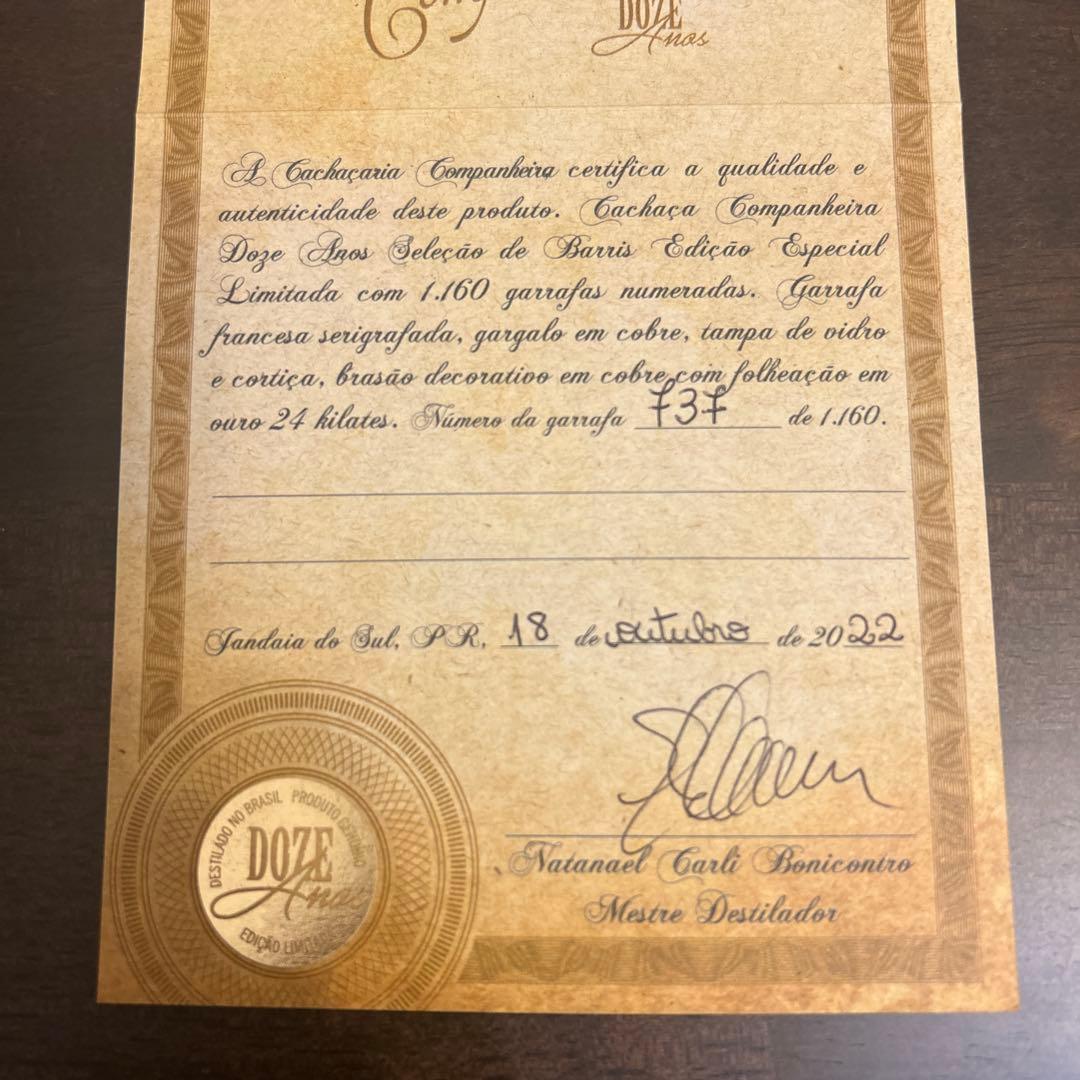 DOZE
Anos
A Cachaçaria Companheira certifica a qualidade e
autenticidade deste produto. Cachaça Companheira
Doze Anos Seleção de Barris Edição Especial
Limitada com 1.160 garrafas numeradas. Garrafa
francesa serigrafada, gargalo em cobre, tampa de vidro
e cortiça, brasão decorativo em cobre com folheação em
ouro 24 kilates. Número da garrafa 737 de 1.160.
Jandaia do Sul, PR, 18 de outubro de 2022
DESTILADO NO BRASIL PRODUTO GENUÍNO
DOZE
Anos
EDIÇÃO LIMITADA
Natanael Carli Bonicontro
Mestre Destilador